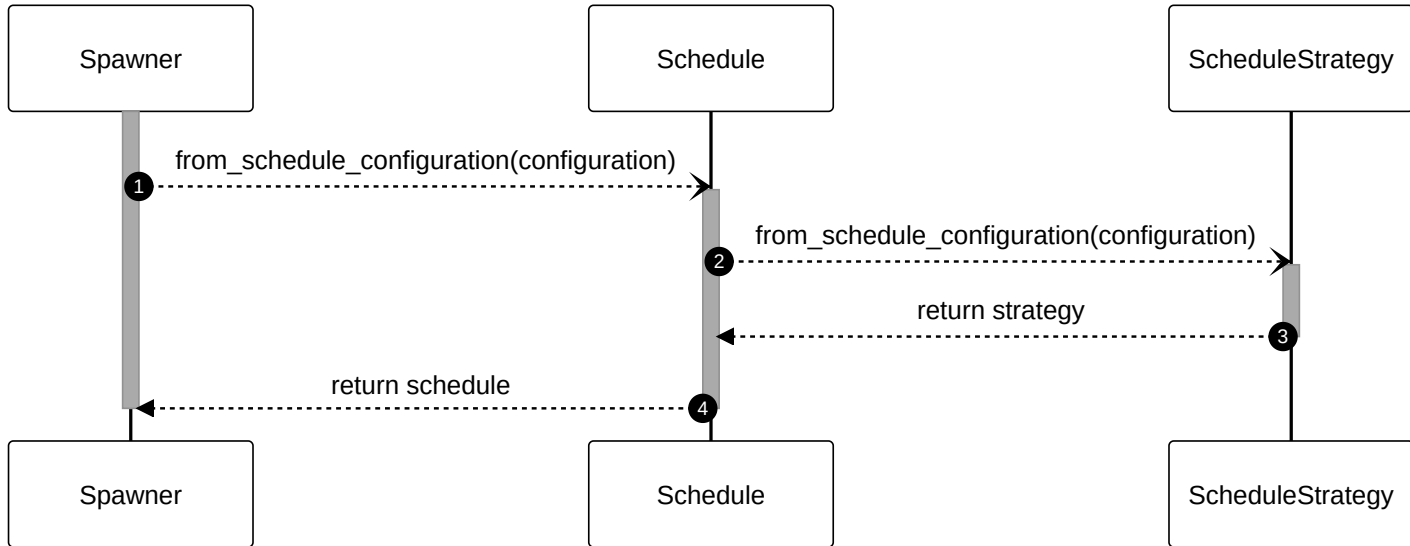 Spawner
Schedule
ScheduleStrategy
from_schedule_configuration(configuration)
1
from_schedule_configuration(configuration)
2
return strategy
3
return schedule
4
Spawner
Schedule
ScheduleStrategy